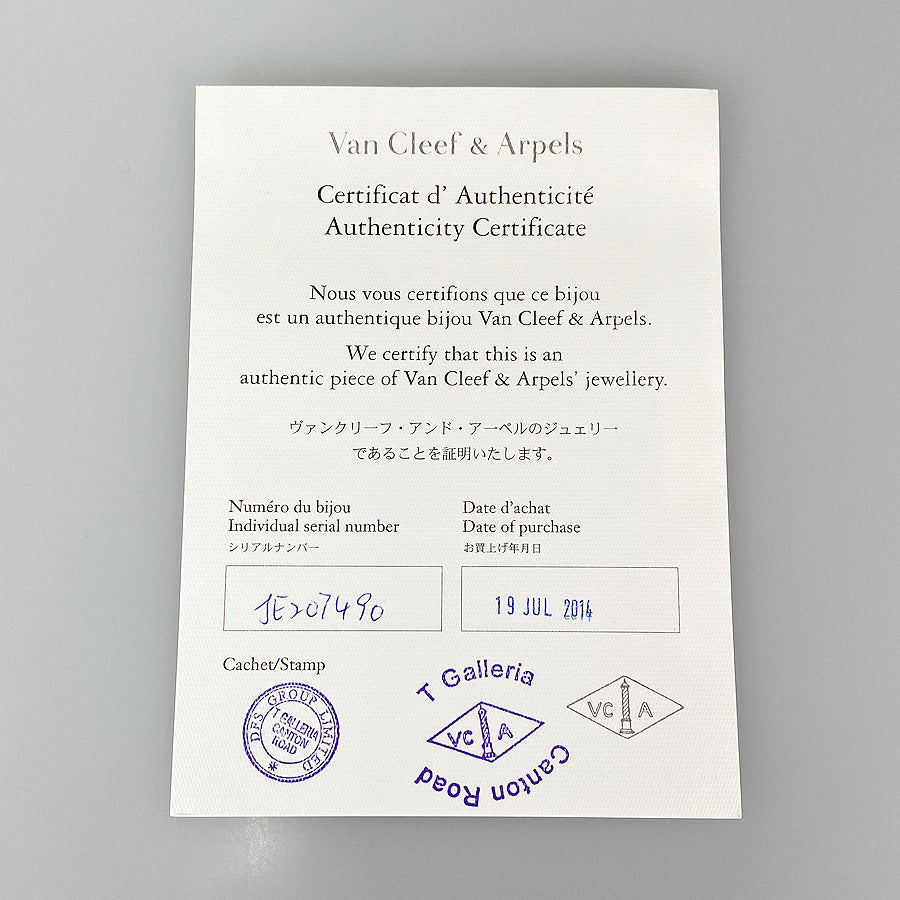 Van Cleef & Arpels
Certificat d' Authenticité
Authenticity Certificate
Nous vous certifions que ce bijou
est un authentique bijou Van Cleef & Arpels.
We certify that this is an
authentic piece of Van Cleef & Arpels' jewellery.
ヴァンクリーフ・アンド・アーペルのジュエリー
であることを証明いたします。
Numéro du bijou
Individual serial number
シリアルナンバー
JE207490
Date d'achat
Date of purchase
お買上げ年月日
19 JUL 2014
Cachet/Stamp
DFS GROUP LIMITED
T GALLERIA
CANTON
ROAD
T Galleria
VC A
Canton Road
VC A